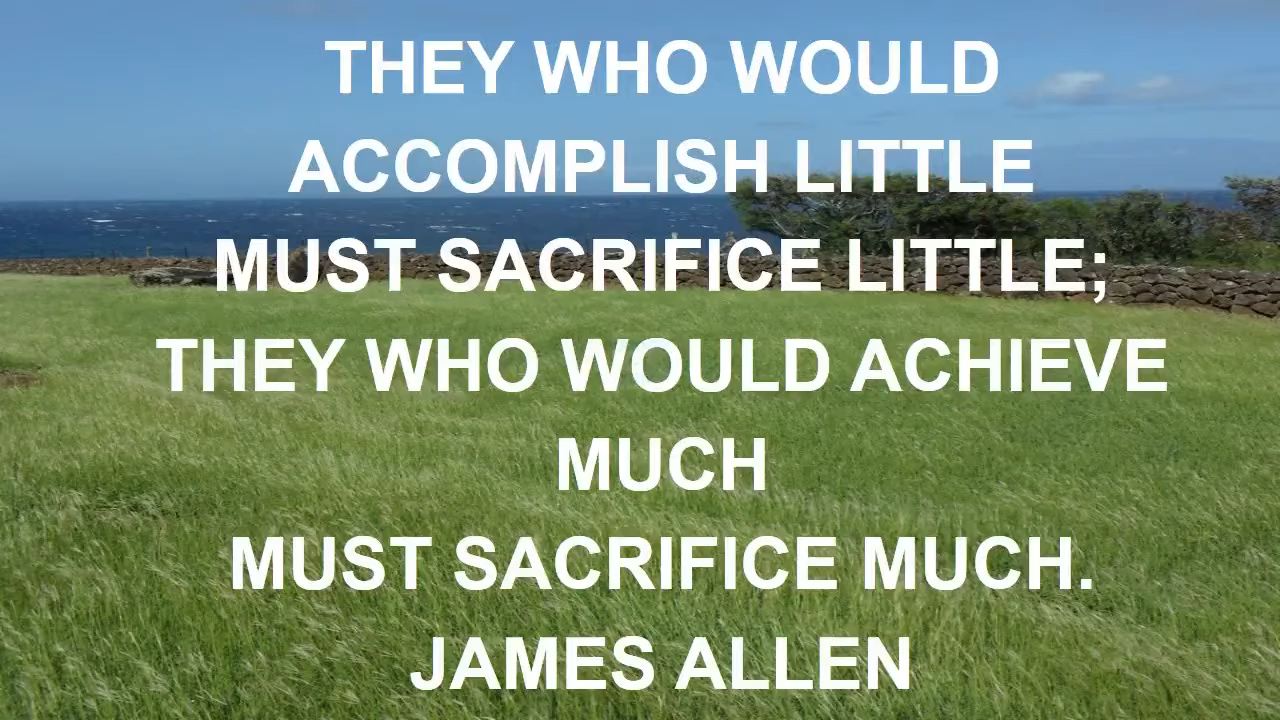 THEY WHO WOULD
ACCOMPLISH LITTLE
MUST SACRIFICE LITTLE;
THEY WHO WOULD ACHIEVE
MUCH
MUST SACRIFICE MUCH.
JAMES ALLEN